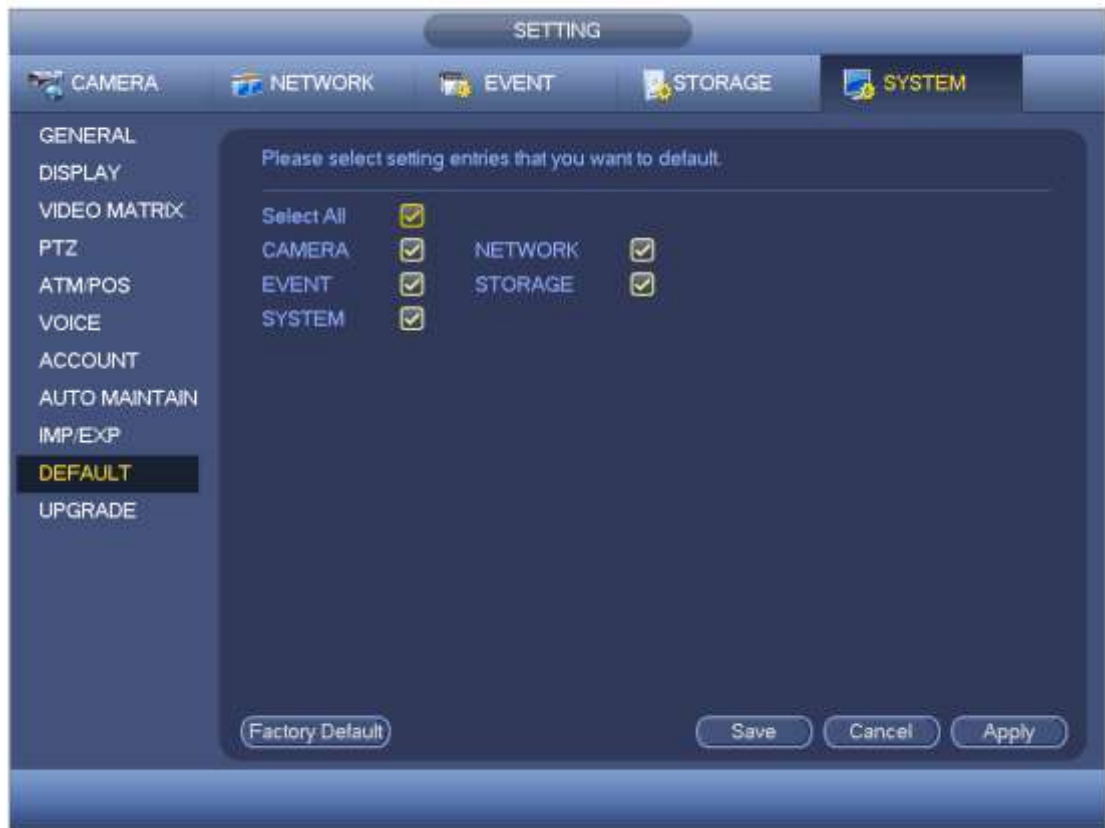 SETTING
CAMERA NETWORK EVENT STORAGE SYSTEM
GENERAL
DISPLAY
VIDEO MATRIX
PTZ
ATM/POS
VOICE
ACCOUNT
AUTO MAINTAIN
IMP/EXP
DEFAULT
UPGRADE
Please select setting entries that you want to default.
Select All
CAMERA NETWORK
EVENT STORAGE
SYSTEM
Factory Default Save Cancel Apply